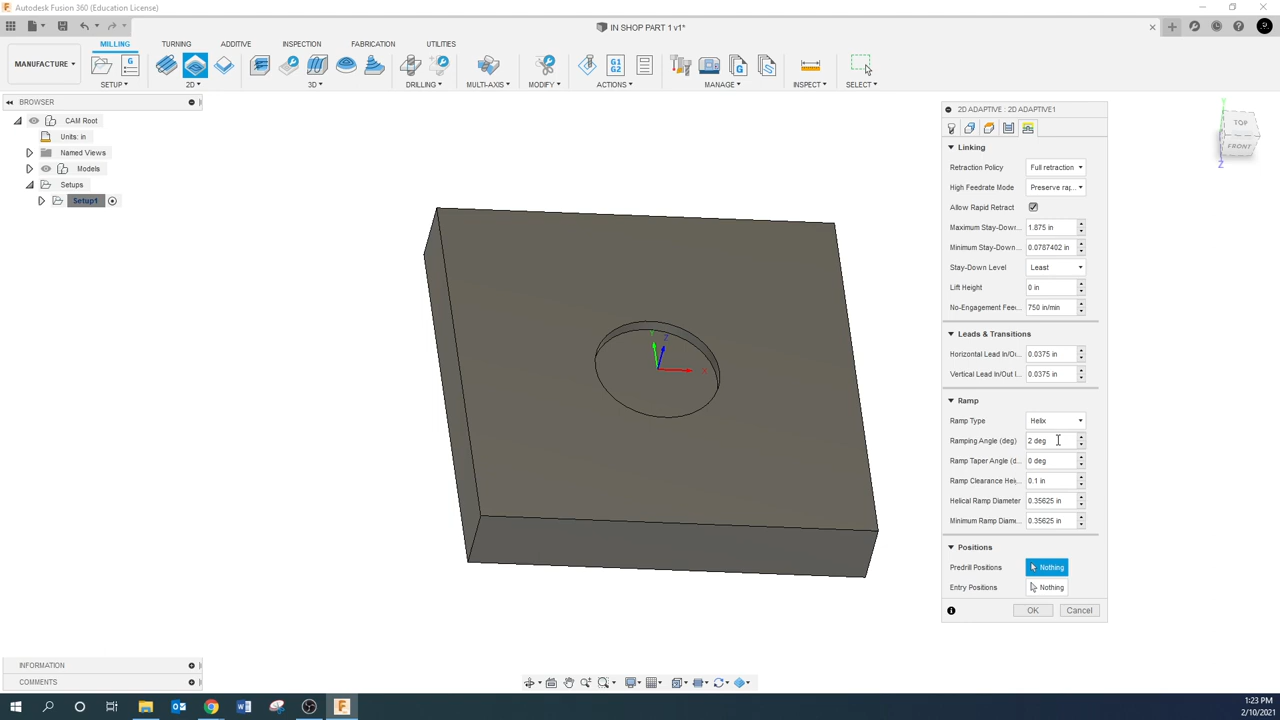 Autodesk Fusion 360 (Education License)
IN SHOP PART 1 v1*
MILLING TURNING ADDITIVE INSPECTION FABRICATION UTILITIES
MANUFACTURE
G1
G2
SETUP 2D 3D DRILLING MULTI-AXIS MODIFY ACTIONS MANAGE INSPECT SELECT
BROWSER
CAM Root
Units: in
Named Views
Models
Setups
Setup1
TOP
FRONT
Z
X
Y
Z
2D ADAPTIVE : 2D ADAPTIVE1
Linking
Retraction Policy Full retraction
High Feedrate Mode Preserve rap...
Allow Rapid Retract
Maximum Stay-Down... 1.875 in
Minimum Stay-Down... 0.0787402 in
Stay-Down Level Least
Lift Height 0 in
No-Engagement Fee... 750 in/min
Leads & Transitions
Horizontal Lead In/Ou... 0.0375 in
Vertical Lead In/Out l... 0.0375 in
Ramp
Ramp Type Helix
Ramping Angle (deg) 2 deg
Ramp Taper Angle (d... 0 deg
Ramp Clearance Hei... 0.1 in
Helical Ramp Diameter 0.35625 in
Minimum Ramp Diame... 0.35625 in
Positions
Predrill Positions Nothing
Entry Positions Nothing
OK Cancel
INFORMATION
COMMENTS
1:23 PM
2/10/2021